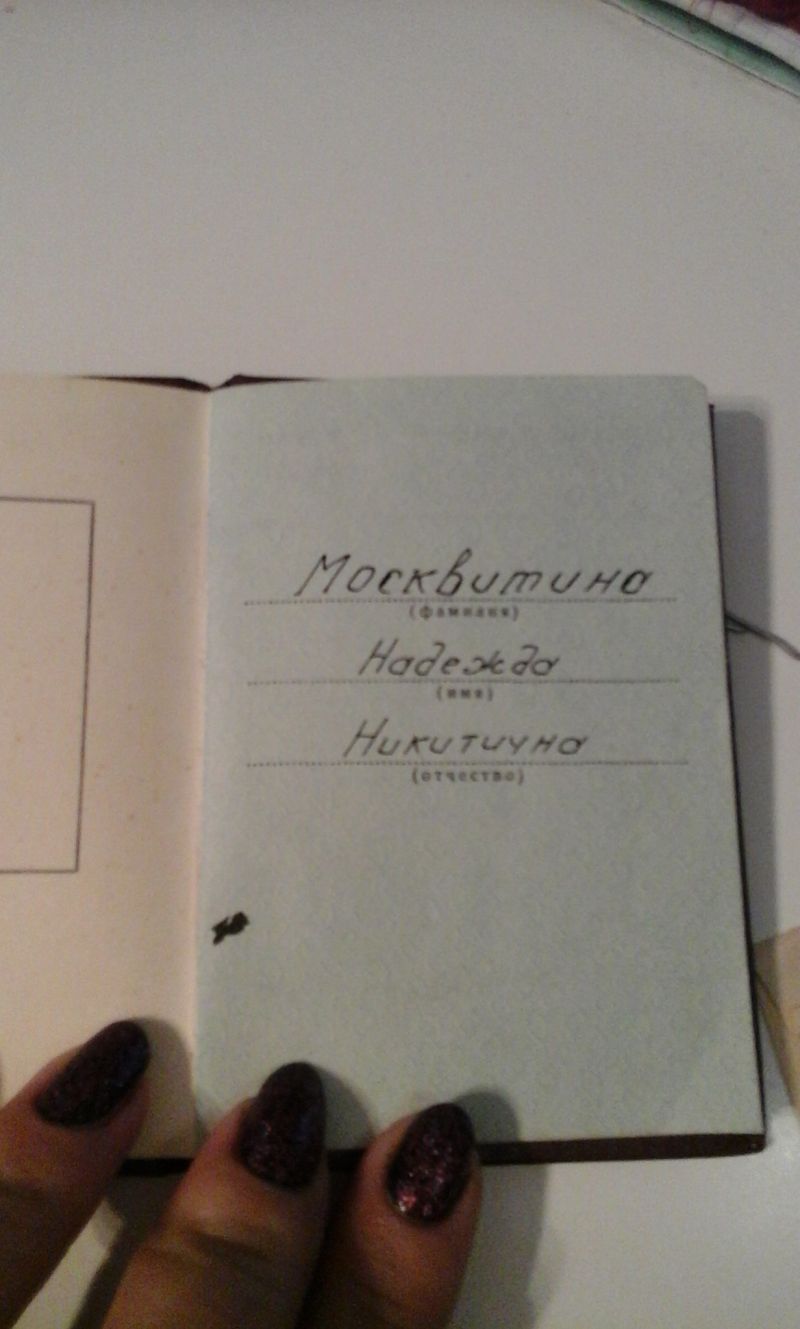 Москвитина
(фамилия)
Надежда
(имя)
Никитична
(отчество)